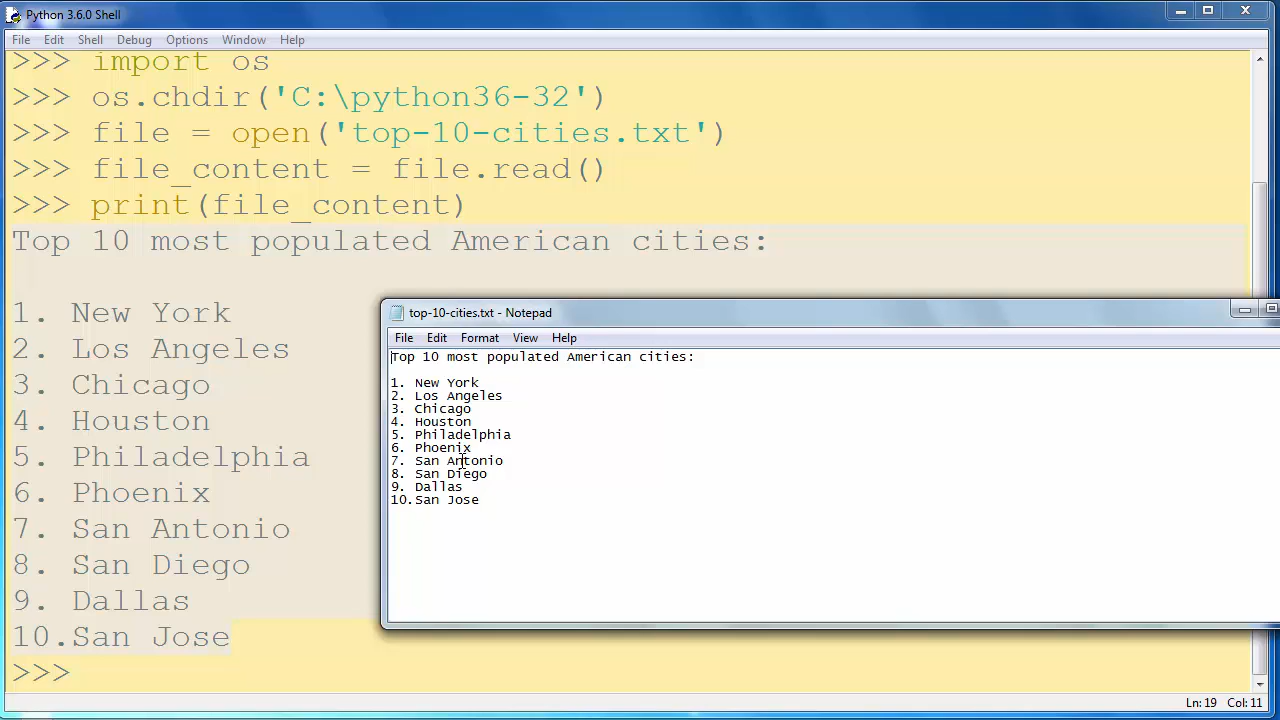 Python 3.6.0 Shell
File Edit Shell Debug Options Window Help
>>> import os
>>> os.chdir('C:\python36-32')
>>> file = open('top-10-cities.txt')
>>> file_content = file.read()
>>> print(file_content)
Top 10 most populated American cities:
1. New York
2. Los Angeles
3. Chicago
4. Houston
5. Philadelphia
6. Phoenix
7. San Antonio
8. San Diego
9. Dallas
10.San Jose
>>>
top-10-cities.txt - Notepad
File Edit Format View Help
Top 10 most populated American cities:
1. New York
2. Los Angeles
3. Chicago
4. Houston
5. Philadelphia
6. Phoenix
7. San Antonio
8. San Diego
9. Dallas
10.San Jose
Ln: 19 Col: 11